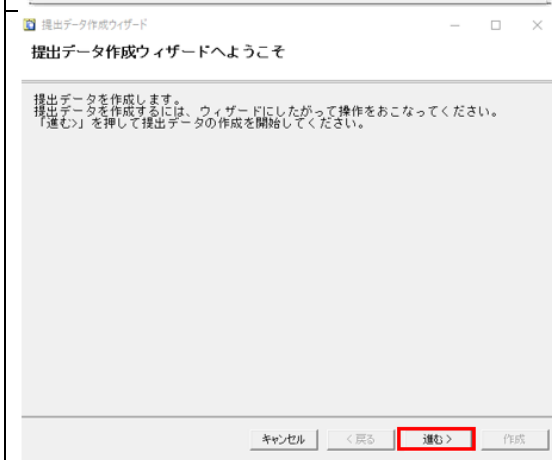 提出データ作成ウィザード
提出データ作成ウィザードへようこそ
提出データを作成します。
提出データを作成するには、ウィザードにしたがって操作をおこなってください。
「進む>」を押して提出データの作成を開始してください。
キャンセル
<戻る
進む>
作成